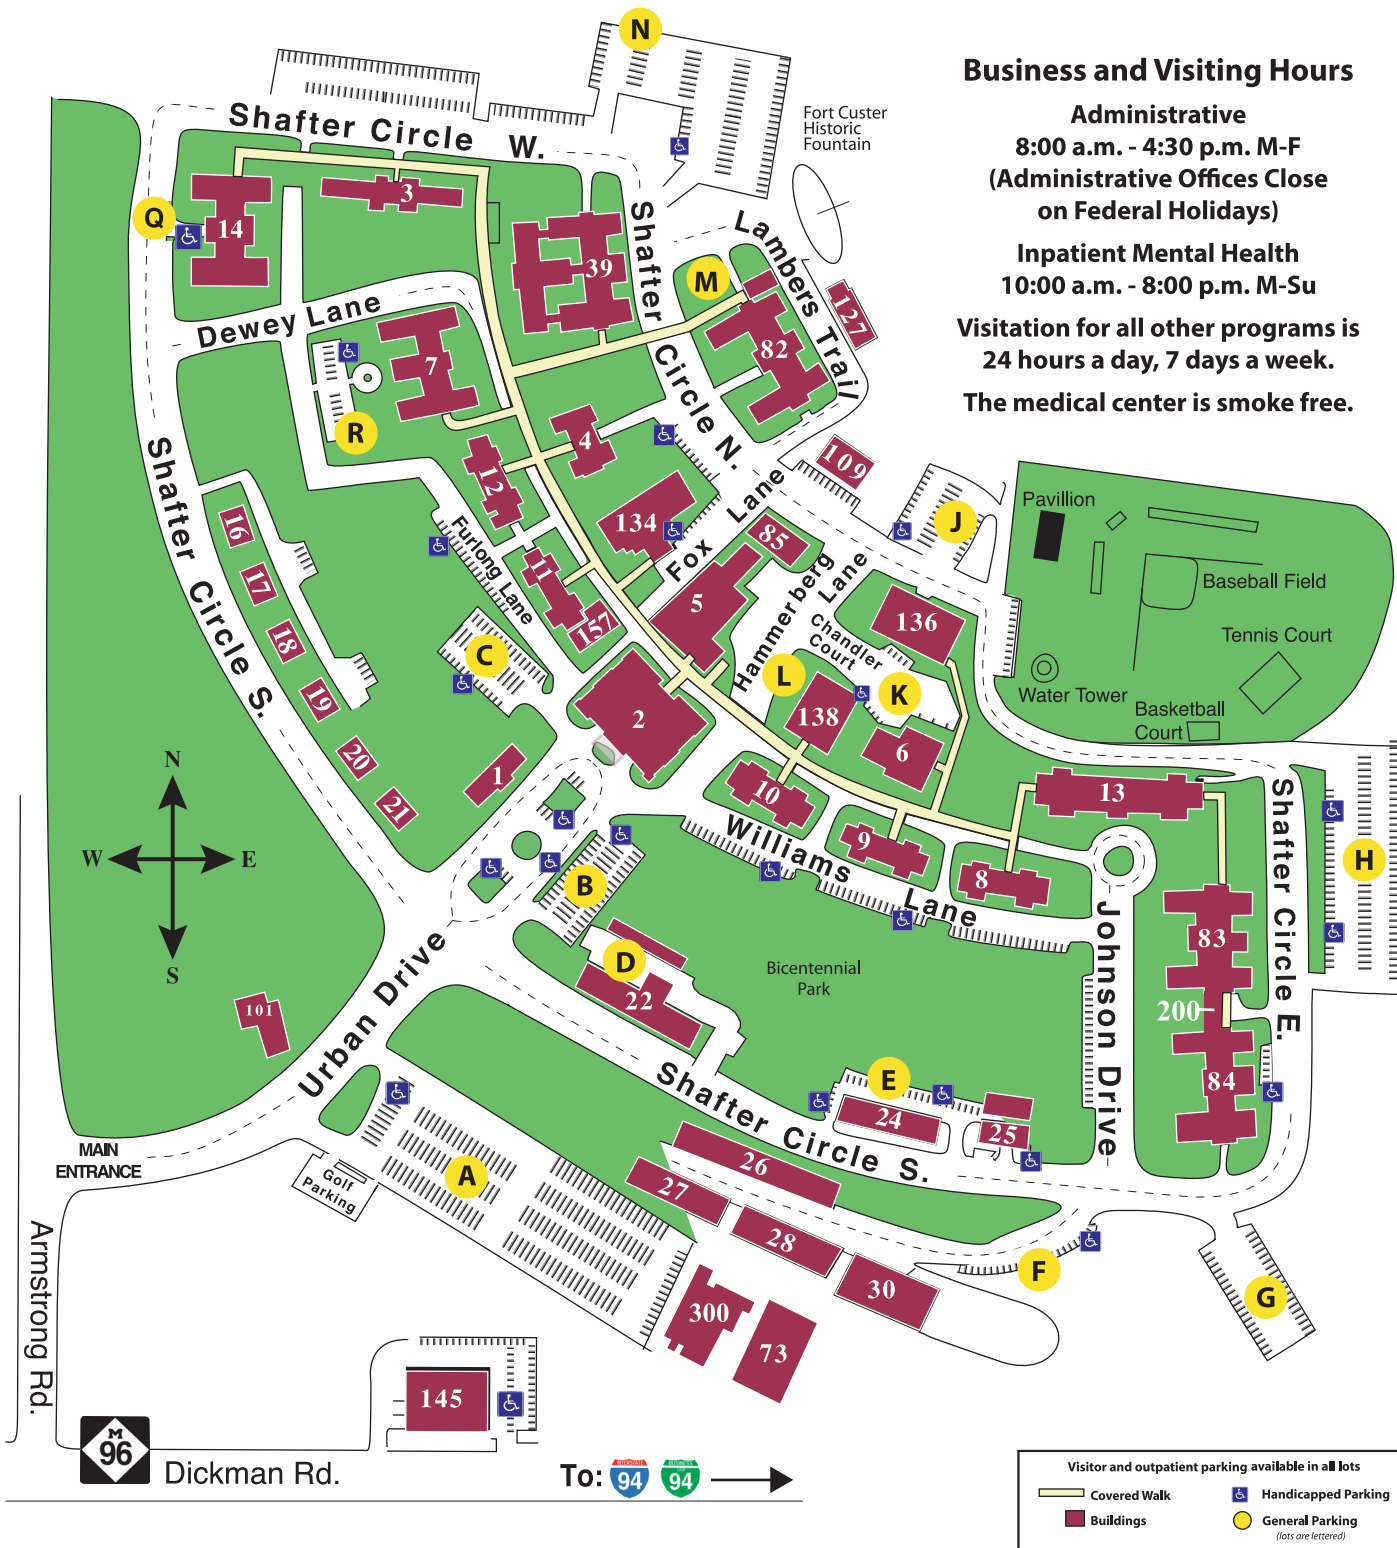 N
Business and Visiting Hours
Administrative
8:00 a.m. - 4:30 p.m. M-F
(Administrative Offices Close
on Federal Holidays)
Inpatient Mental Health
10:00 a.m. - 8:00 p.m. M-Su
Visitation for all other programs is
24 hours a day, 7 days a week.
The medical center is smoke free.
Fort Custer
Historic
Fountain
Shafter Circle W.
3
Q
14
39
Shafter Circle N.
Lambers Trail
M
127
82
Dewey Lane
7
R
4
12
134
109
Fox Lane
85
J
Pavillion
Baseball Field
Tennis Court
Water Tower
Basketball
Court
Shafter Circle S.
16
17
18
19
20
21
Furlong Lane
11
157
5
Hammerberg
Lane
136
Chandler
Court
C
L
K
138
2
6
1
10
9
8
13
Williams Lane
Shafter Circle E.
H
N
W
E
S
B
D
22
Bicentennial
Park
Johnson Drive
83
200
84
101
Urban Drive
MAIN
ENTRANCE
Golf
Parking
A
Shafter Circle S.
E
24
25
26
27
28
30
F
G
300
73
145
Armstrong Rd.
M
96
Dickman Rd.
To:
INTERSTATE
94
BUSINESS
LOOP
94
Visitor and outpatient parking available in all lots
Covered Walk
Handicapped Parking
Buildings
General Parking
(lots are lettered)